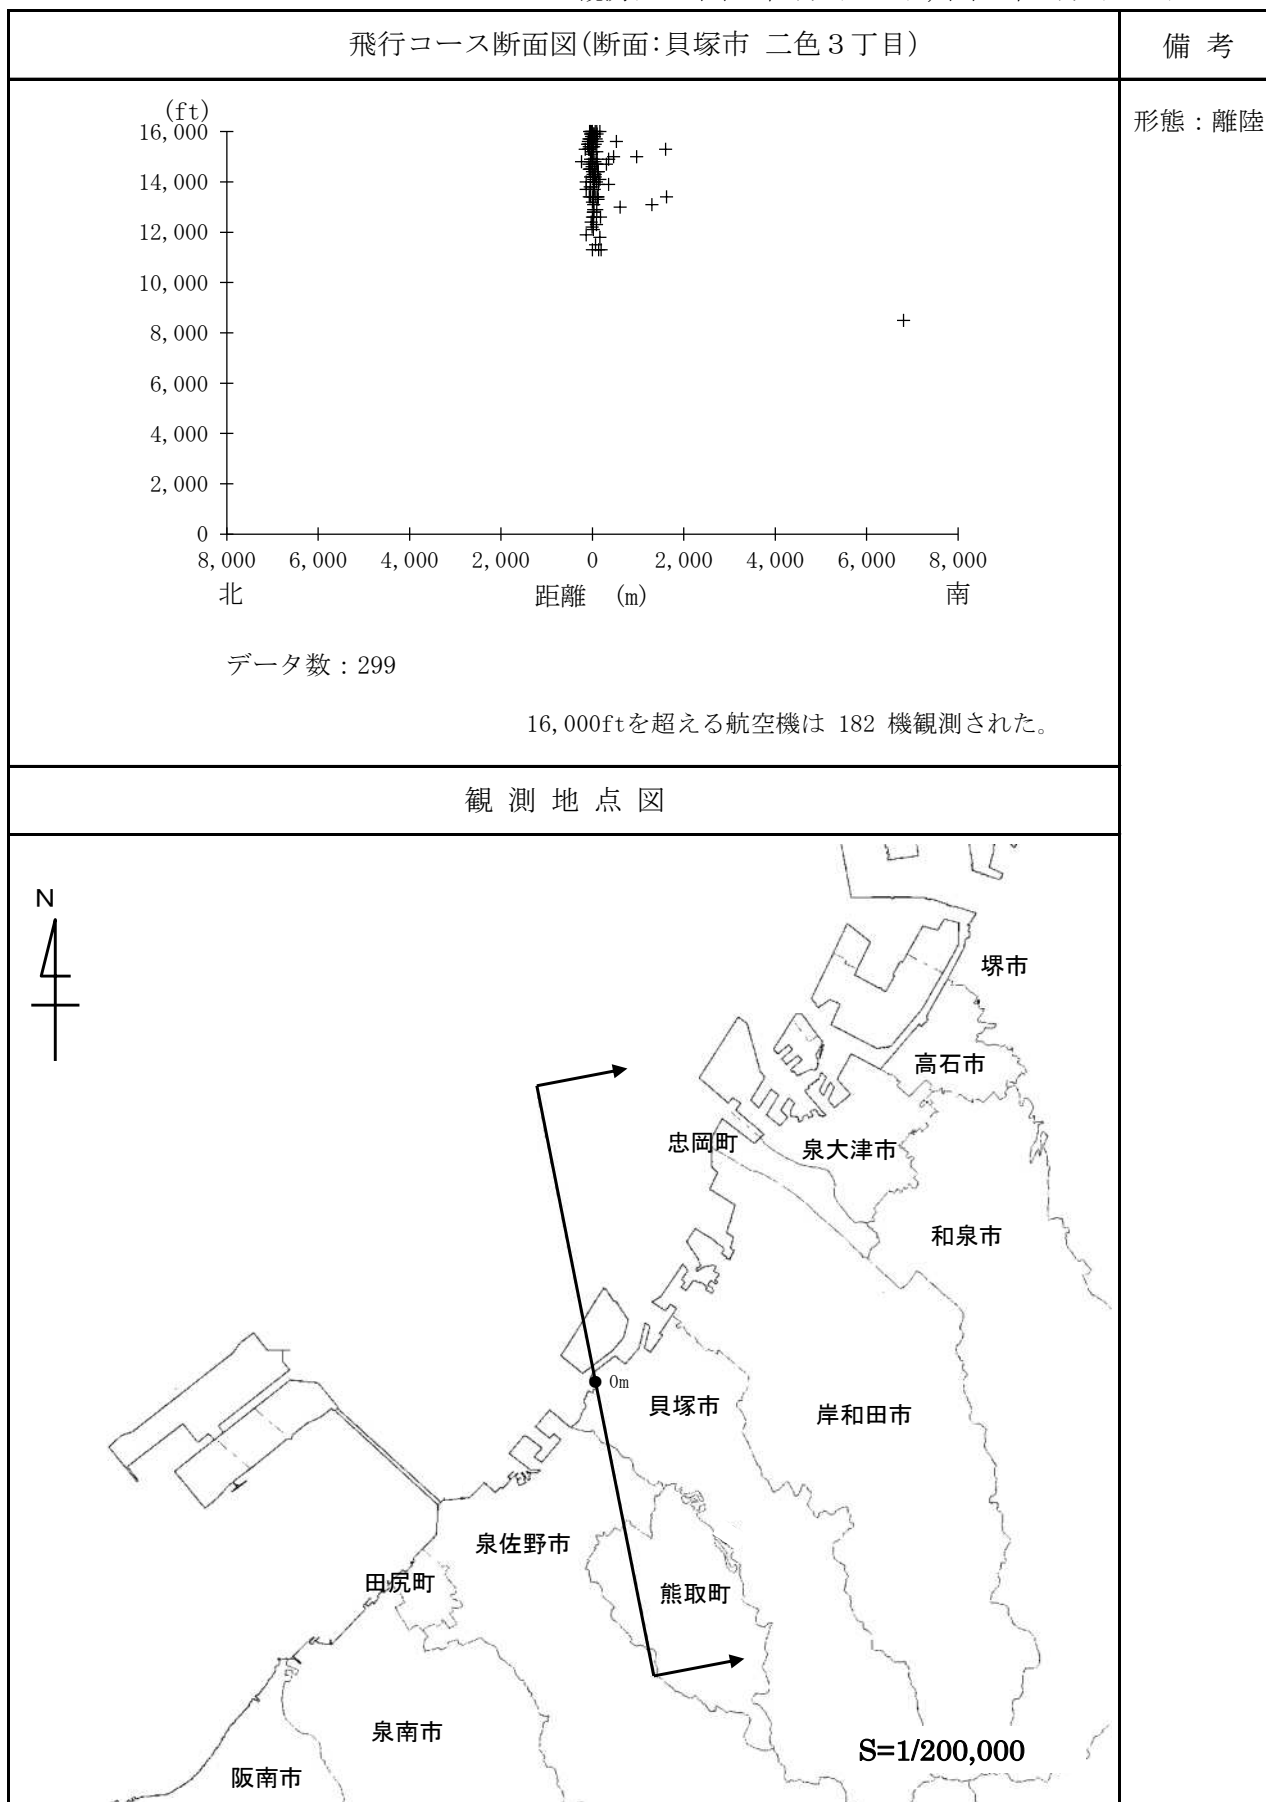 飛行コース断面図(断面:貝塚市 二色3丁目)
備 考
形態：離陸
(ft)
16,000
14,000
12,000
10,000
8,000
6,000
4,000
2,000
0
8,000 6,000 4,000 2,000 0 2,000 4,000 6,000 8,000
北 距離 (m) 南
データ数：299
16,000ftを超える航空機は 182 機観測された。
観 測 地 点 図
N
堺市
高石市
忠岡町
泉大津市
和泉市
0m
貝塚市
岸和田市
泉佐野市
田尻町
熊取町
泉南市
S=1/200,000
阪南市